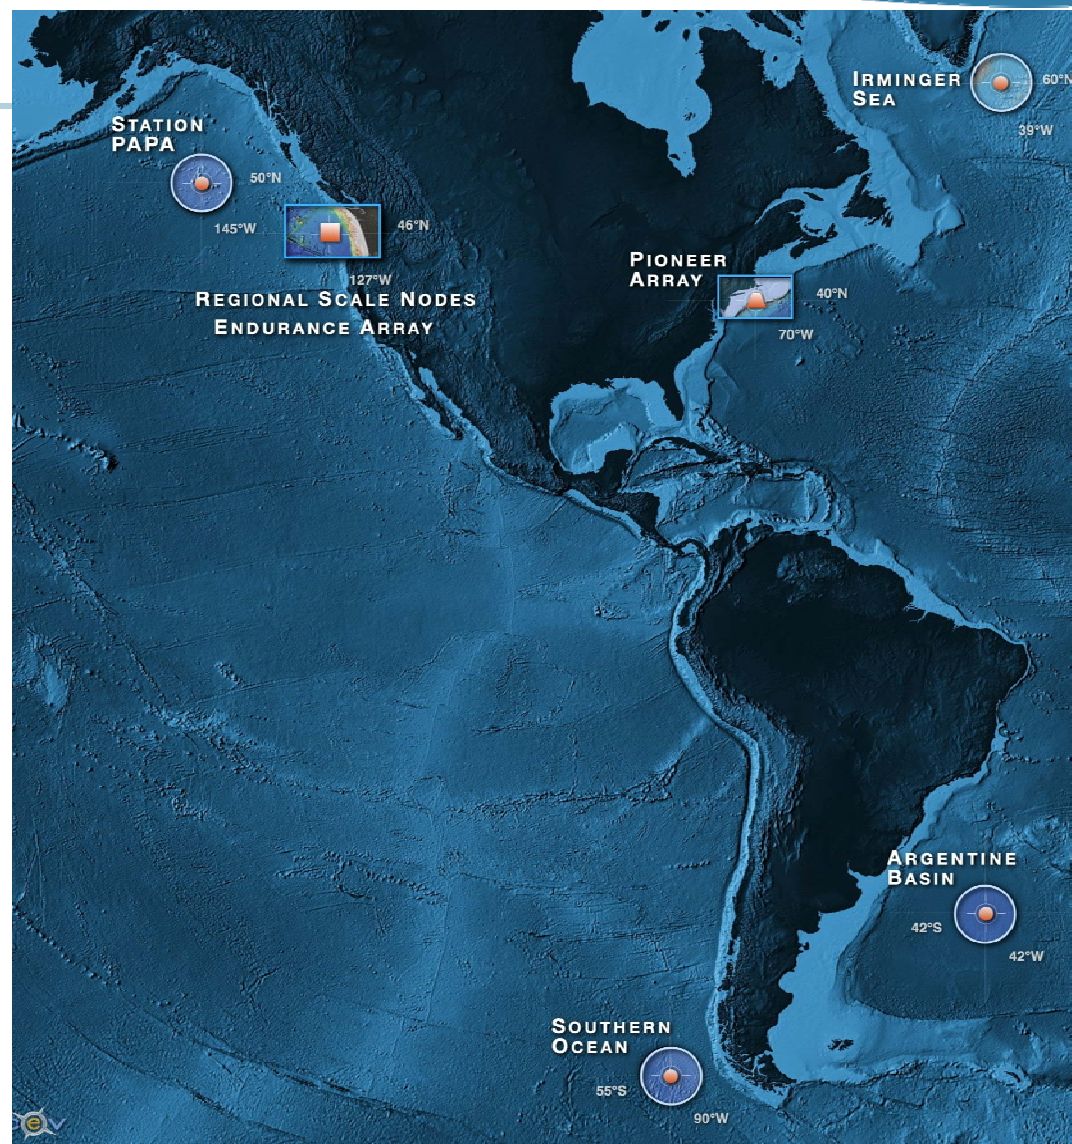 IRMINGER
SEA
60°N
39°W
STATION
PAPA
50°N
145°W
46°N
127°W
REGIONAL SCALE NODES
ENDURANCE ARRAY
PIONEER
ARRAY
40°N
70°W
ARGENTINE
BASIN
42°S
42°W
SOUTHERN
OCEAN
55°S
90°W